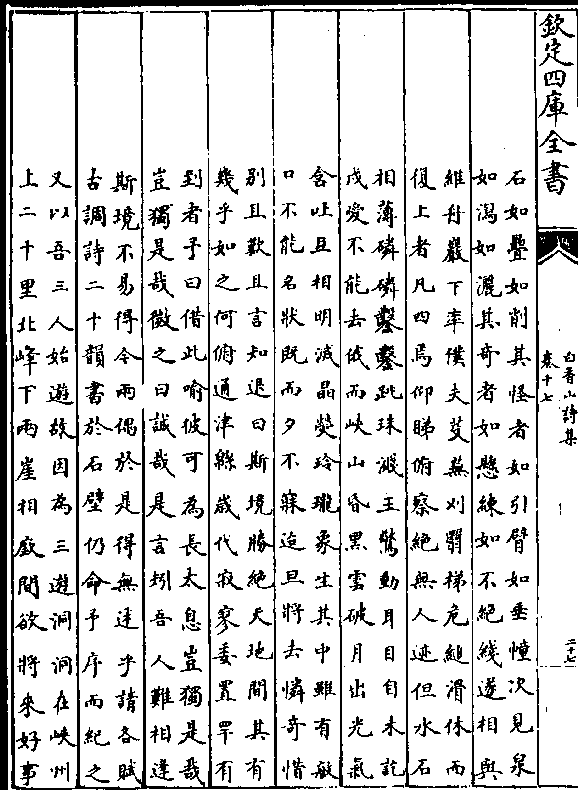 欽定四庫全書
白香山詩集
卷十七
二十七
石如疊如削其怪者如引臂如垂幢次見泉
如瀉如灑其奇者如懸練如不絕綫遂相與
維舟巖下率僕夫芟蕪刈翳梯危縋滑休而
復上者凡四焉仰睇俯察絕無人迹但水石
相薄磷磷鑿鑿跳珠濺玉驚動耳目自未訖
戌愛不能去俄而峽山昏黑雲破月出光氣
含吐互相明滅晶熒玲瓏象生其中雖有敏
口不能名狀既而夕不寐迨旦將去憐奇惜
別且歎且言知退曰斯境勝絕天地間其有
幾乎如之何俯通津緜歲代寂寥委置罕有
到者予曰借此喻彼可為長太息豈獨是哉
豈獨是哉微之曰誠哉是言矧吾人難相逢
斯境不易得今兩偶於是得無述乎請各賦
古調詩二十韻書於石壁仍命予序而紀之
又以吾三人始遊故因為三遊洞洞在峽州
上二十里北峰下兩崖相廞間欲將來好事